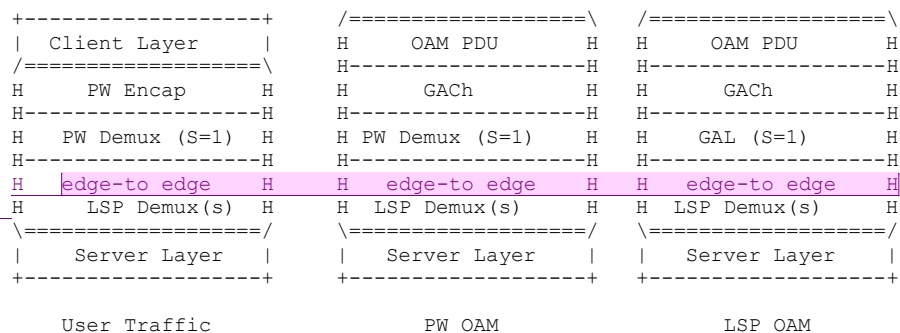 +-------------------+ /===================\ /===================\
| Client Layer | H OAM PDU H H OAM PDU H
/===================\ H-------------------H H-------------------H
H PW Encap H H GACh H H GACh H
H-------------------H H-------------------H H-------------------H
H PW Demux (S=1) H H PW Demux (S=1) H H GAL (S=1) H
H-------------------H H-------------------H H-------------------H
H edge-to edge H H edge-to edge H H edge-to edge H
H LSP Demux(s) H H LSP Demux(s) H H LSP Demux(s) H
\===================/ \===================/ \===================/
| Server Layer | | Server Layer | | Server Layer |
+-------------------+ +-------------------+ +-------------------+
User Traffic PW OAM LSP OAM